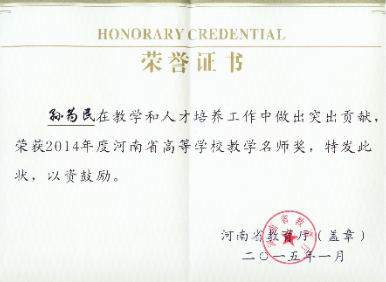 HONORARY CREDENTIAL
荣誉证书
孙为民在教学和人才培养工作中做出突出贡献，
荣获2014年度河南省高等学校教学名师奖，特发此
状，以资鼓励。
河南省教育厅（盖章）
二〇一五年一月